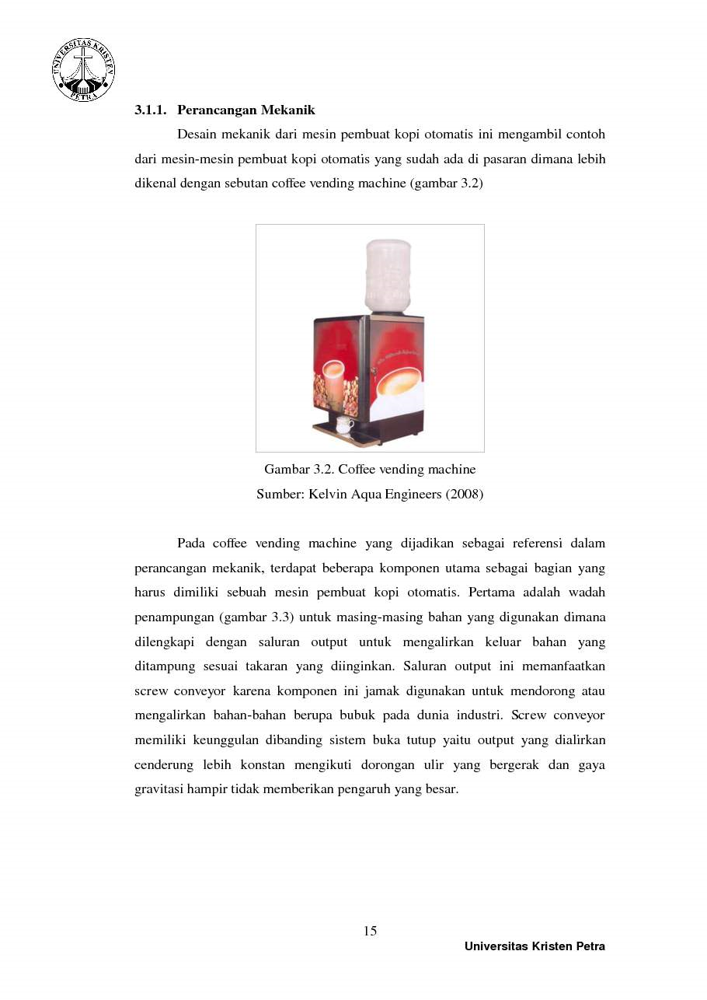 UNIVERSITAS KRISTEN
PETRA
3.1.1. Perancangan Mekanik
Desain mekanik dari mesin pembuat kopi otomatis ini mengambil contoh
dari mesin-mesin pembuat kopi otomatis yang sudah ada di pasaran dimana lebih
dikenal dengan sebutan coffee vending machine (gambar 3.2)
Gambar 3.2. Coffee vending machine
Sumber: Kelvin Aqua Engineers (2008)
Pada coffee vending machine yang dijadikan sebagai referensi dalam
perancangan mekanik, terdapat beberapa komponen utama sebagai bagian yang
harus dimiliki sebuah mesin pembuat kopi otomatis. Pertama adalah wadah
penampungan (gambar 3.3) untuk masing-masing bahan yang digunakan dimana
dilengkapi dengan saluran output untuk mengalirkan keluar bahan yang
ditampung sesuai takaran yang diinginkan. Saluran output ini memanfaatkan
screw conveyor karena komponen ini jamak digunakan untuk mendorong atau
mengalirkan bahan-bahan berupa bubuk pada dunia industri. Screw conveyor
memiliki keunggulan dibanding sistem buka tutup yaitu output yang dialirkan
cenderung lebih konstan mengikuti dorongan ulir yang bergerak dan gaya
gravitasi hampir tidak memberikan pengaruh yang besar.
15
Universitas Kristen Petra